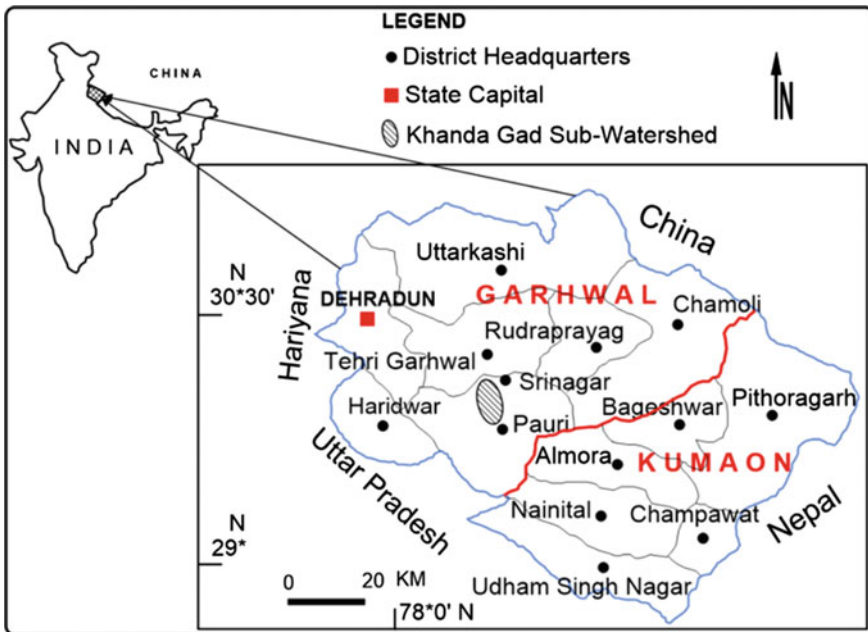 LEGEND
District Headquarters
State Capital
Khanda Gad Sub-Watershed
CHINA
INDIA
N
China
Uttarkashi
GARHWAL
N
30*30'
DEHRADUN
Chamoli
Hariyana
Rudraprayag
Tehri Garhwal
Srinagar
Haridwar
Pauri
Bageshwar
Pithoragarh
Uttar Pradesh
Almora
KUMAON
Nainital
Champawat
Nepal
N
29*
Udham Singh Nagar
0 20 KM
78*0' N